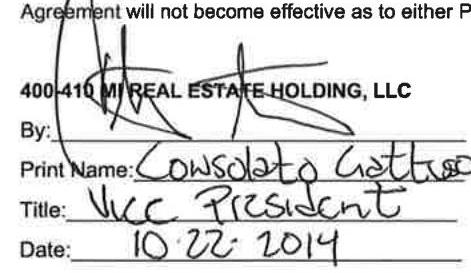 Agreement will not become effective as to either P
400-410 MI REAL ESTATE HOLDING, LLC
By:
Print Name: Consolato Gattuso
Title: Vice President
Date: 10-22-2014